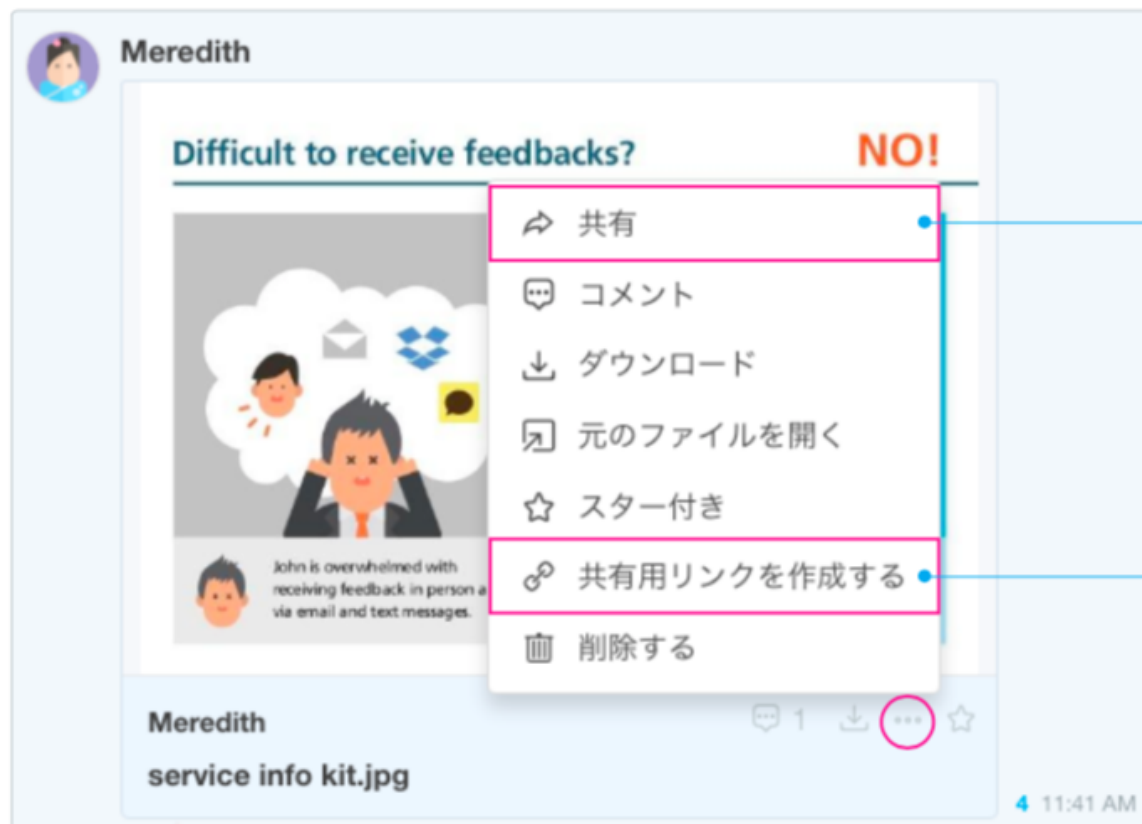 Meredith
Difficult to receive feedbacks? NO!
共有
コメント
ダウンロード
元のファイルを開く
スター付き
共有用リンクを作成する
削除する
John is overwhelmed with
receiving feedback in person a
via email and text messages.
Meredith
1
service info kit.jpg
4 11:41 AM